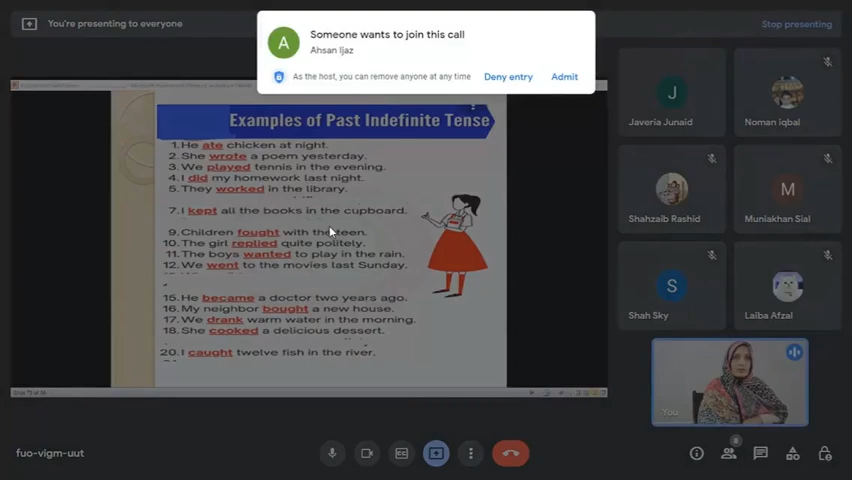 You're presenting to everyone
Stop presenting
A
Someone wants to join this call
Ahsan Ijaz
As the host, you can remove anyone at any time
Deny entry
Admit
Examples of Past Indefinite Tense
1. He ate chicken at night.
2. She wrote a poem yesterday.
3. We played tennis in the evening.
4. I did my homework last night.
5. They worked in the library.
7. I kept all the books in the cupboard.
9. Children fought with the teen.
10. The girl replied quite politely.
11. The boys wanted to play in the rain.
12. We went to the movies last Sunday.
15. He became a doctor two years ago.
16. My neighbor bought a new house.
17. We drank warm water in the morning.
18. She cooked a delicious dessert.
20. I caught twelve fish in the river.
J
Javeria Junaid
Noman iqbal
Shahzaib Rashid
M
Muniakhan Sial
S
Shah Sky
Laiba Afzal
You
fuo-vigm-uut
8